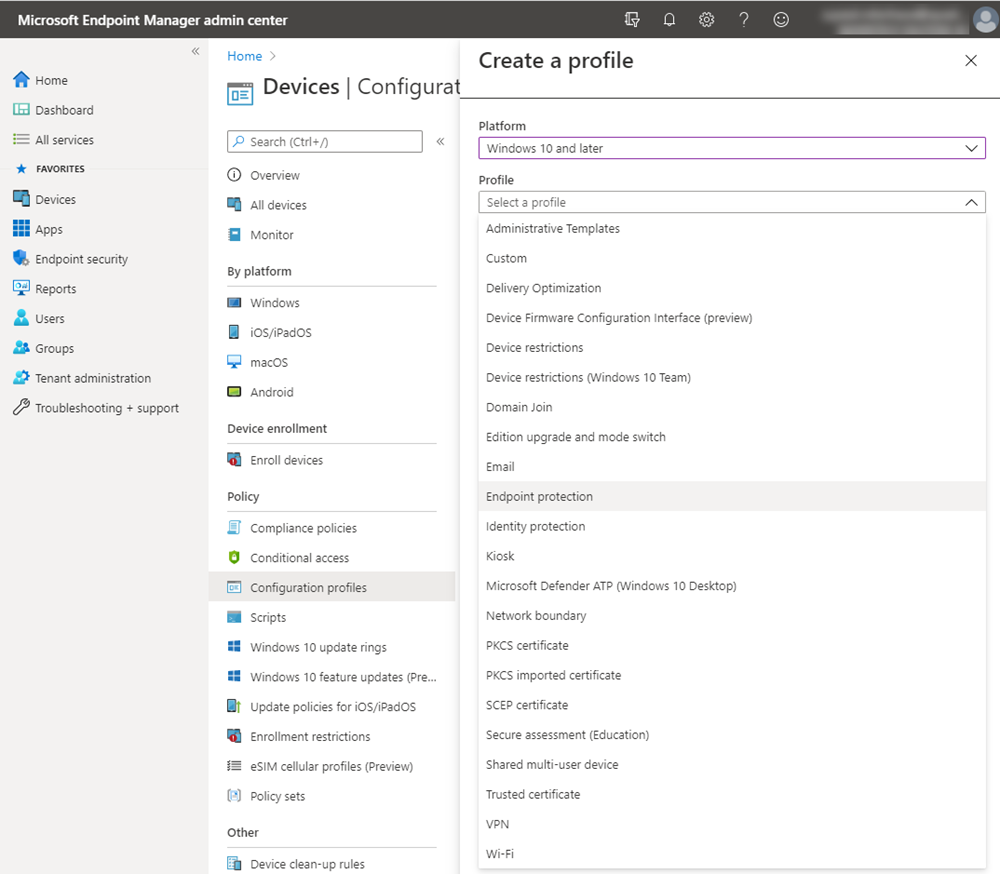 Microsoft Endpoint Manager admin center
Home
Dashboard
All services
FAVORITES
Devices
Apps
Endpoint security
Reports
Users
Groups
Tenant administration
Troubleshooting + support
Home
Devices | Configurat
Search (Ctrl+/)
Overview
All devices
Monitor
By platform
Windows
iOS/iPadOS
macOS
Android
Device enrollment
Enroll devices
Policy
Compliance policies
Conditional access
Configuration profiles
Scripts
Windows 10 update rings
Windows 10 feature updates (Pre...
Update policies for iOS/iPadOS
Enrollment restrictions
eSIM cellular profiles (Preview)
Policy sets
Other
Device clean-up rules
Create a profile
Platform
Windows 10 and later
Profile
Select a profile
Administrative Templates
Custom
Delivery Optimization
Device Firmware Configuration Interface (preview)
Device restrictions
Device restrictions (Windows 10 Team)
Domain Join
Edition upgrade and mode switch
Email
Endpoint protection
Identity protection
Kiosk
Microsoft Defender ATP (Windows 10 Desktop)
Network boundary
PKCS certificate
PKCS imported certificate
SCEP certificate
Secure assessment (Education)
Shared multi-user device
Trusted certificate
VPN
Wi-Fi